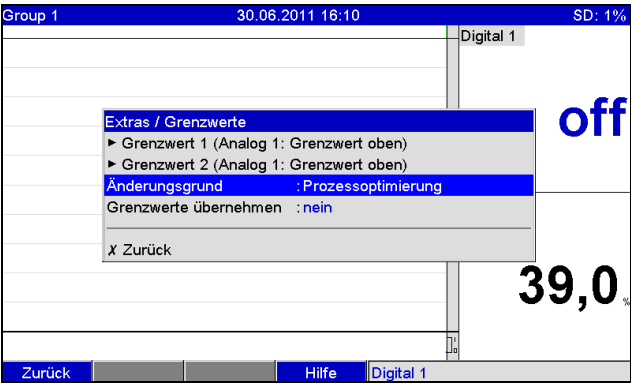 Group 1 30.06.2011 16:10 SD: 1%
Digital 1
off
Extras / Grenzwerte
► Grenzwert 1 (Analog 1: Grenzwert oben)
► Grenzwert 2 (Analog 1: Grenzwert oben)
Änderungsgrund :Prozessoptimierung
Grenzwerte übernehmen :nein
✗ Zurück
39,0 %
Zurück Hilfe Digital 1